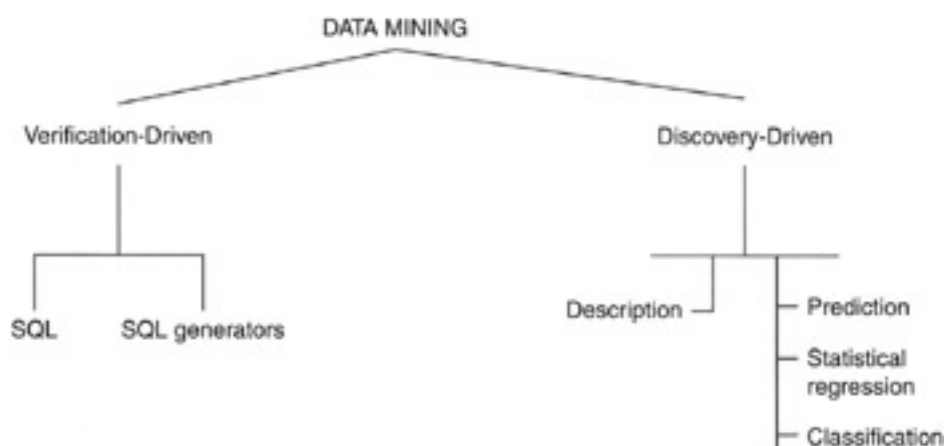 DATA MINING
Verification-Driven
Discovery-Driven
SQL
SQL generators
Description
Prediction
Statistical
regression
Classification